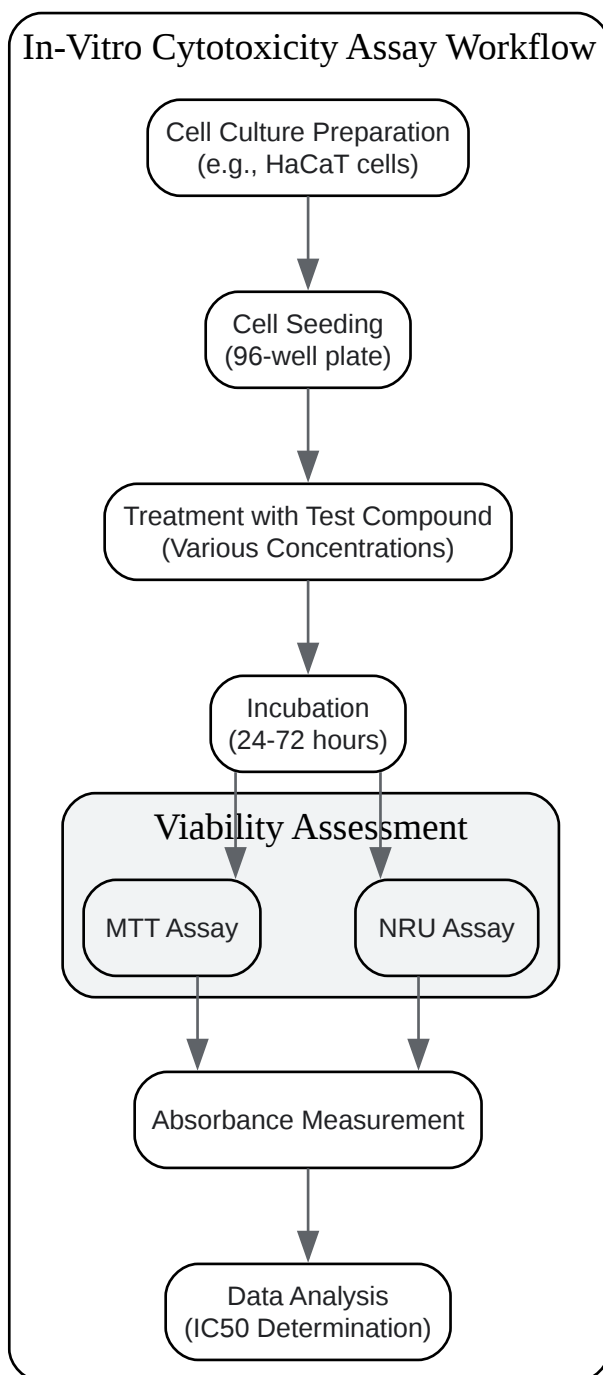 In-Vitro Cytotoxicity Assay Workflow
Cell Culture Preparation
(e.g., HaCaT cells)
Cell Seeding
(96-well plate)
Treatment with Test Compound
(Various Concentrations)
Incubation
(24-72 hours)
Viability Assessment
MTT Assay
NRU Assay
Absorbance Measurement
Data Analysis
(IC50 Determination)